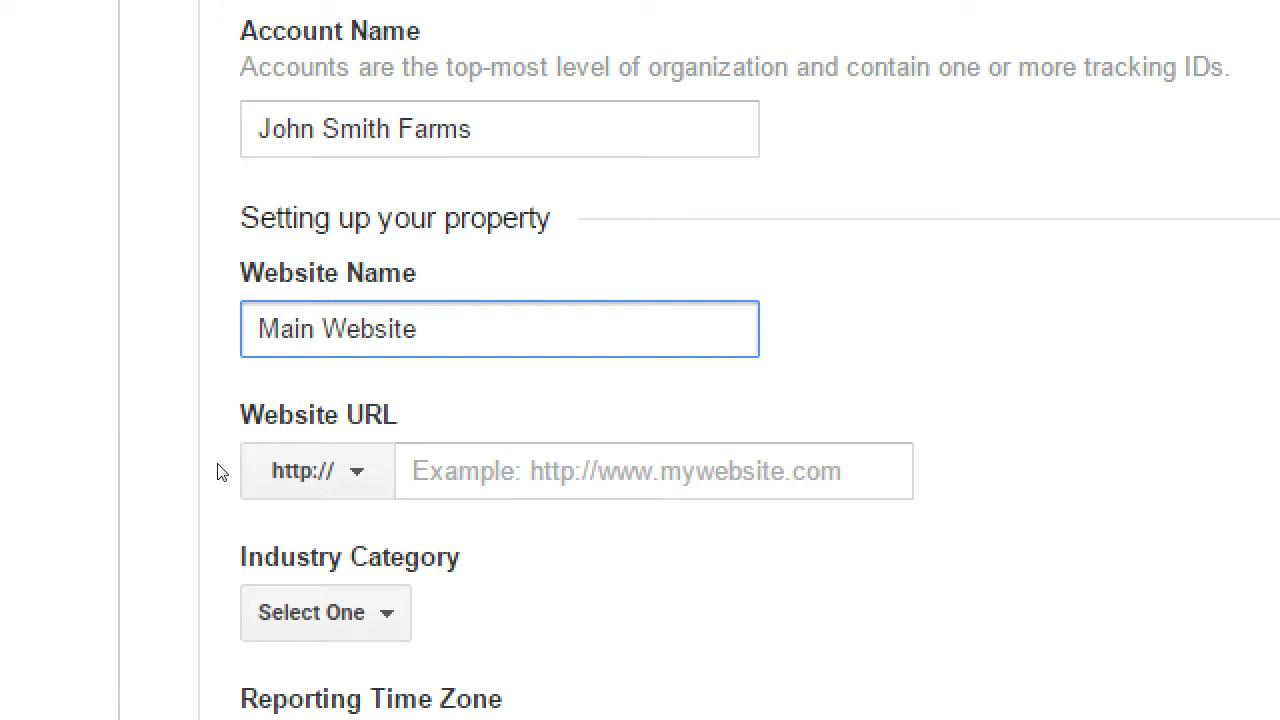 Account Name
Accounts are the top-most level of organization and contain one or more tracking IDs.
John Smith Farms
Setting up your property
Website Name
Main Website
Website URL
http:// Example: http://www.mywebsite.com
Industry Category
Select One
Reporting Time Zone